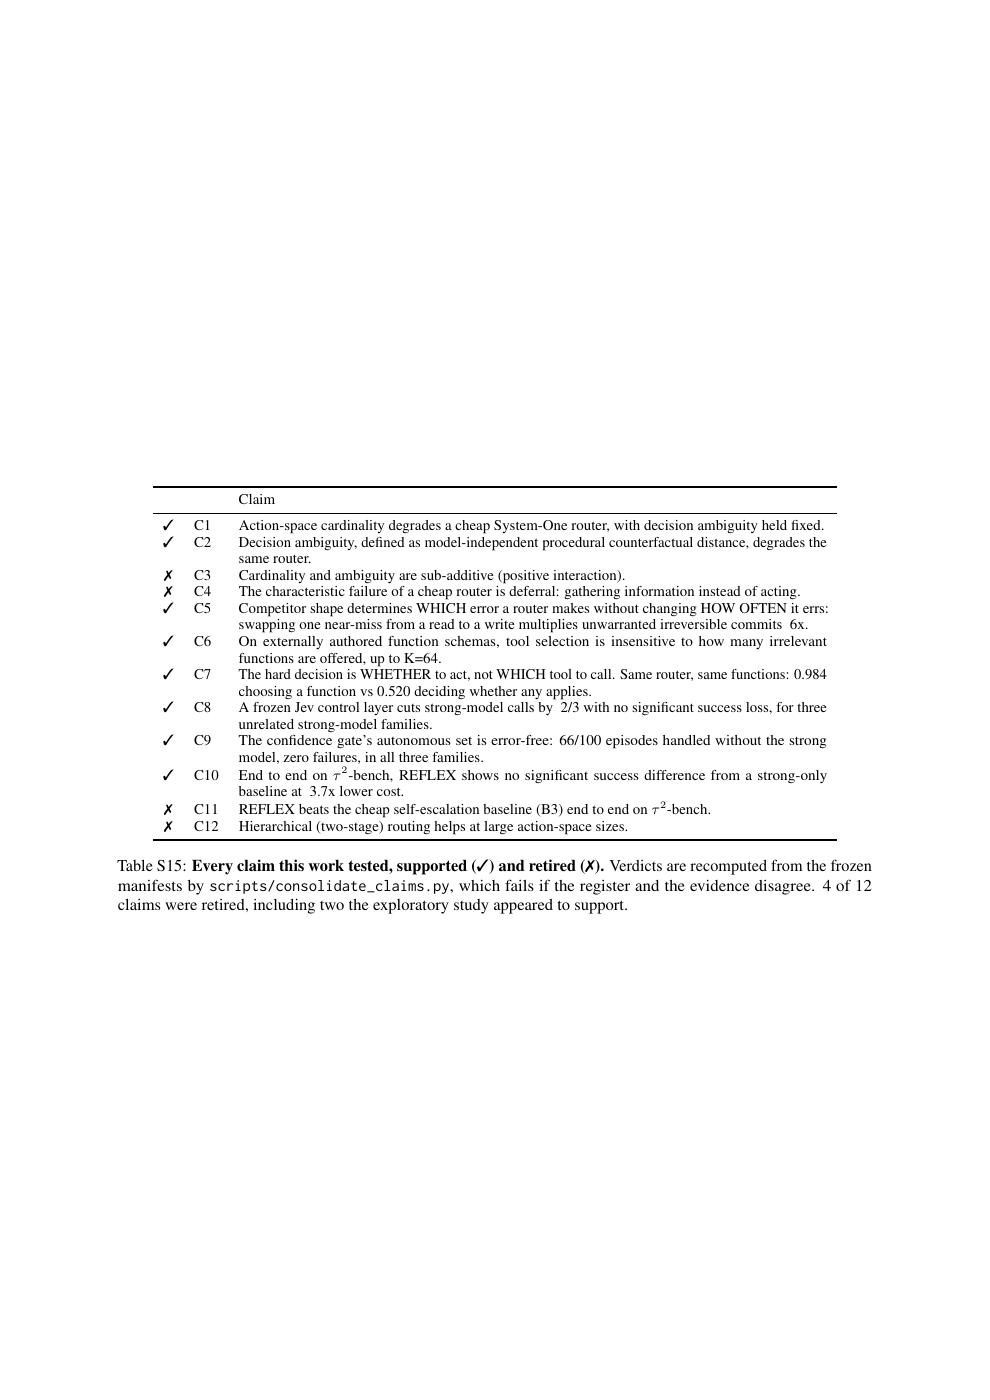 Claim
✓ C1 Action-space cardinality degrades a cheap System-One router, with decision ambiguity held fixed.
✓ C2 Decision ambiguity, defined as model-independent procedural counterfactual distance, degrades the
same router.
✗ C3 Cardinality and ambiguity are sub-additive (positive interaction).
✗ C4 The characteristic failure of a cheap router is deferral: gathering information instead of acting.
✓ C5 Competitor shape determines WHICH error a router makes without changing HOW OFTEN it errs:
swapping one near-miss from a read to a write multiplies unwarranted irreversible commits 6x.
✓ C6 On externally authored function schemas, tool selection is insensitive to how many irrelevant
functions are offered, up to K=64.
✓ C7 The hard decision is WHETHER to act, not WHICH tool to call. Same router, same functions: 0.984
choosing a function vs 0.520 deciding whether any applies.
✓ C8 A frozen Jev control layer cuts strong-model calls by 2/3 with no significant success loss, for three
unrelated strong-model families.
✓ C9 The confidence gate's autonomous set is error-free: 66/100 episodes handled without the strong
model, zero failures, in all three families.
✓ C10 End to end on τ²-bench, REFLEX shows no significant success difference from a strong-only
baseline at 3.7x lower cost.
✗ C11 REFLEX beats the cheap self-escalation baseline (B3) end to end on τ²-bench.
✗ C12 Hierarchical (two-stage) routing helps at large action-space sizes.
Table S15: Every claim this work tested, supported (✓) and retired (✗). Verdicts are recomputed from the frozen
manifests by scripts/consolidate_claims.py, which fails if the register and the evidence disagree. 4 of 12
claims were retired, including two the exploratory study appeared to support.